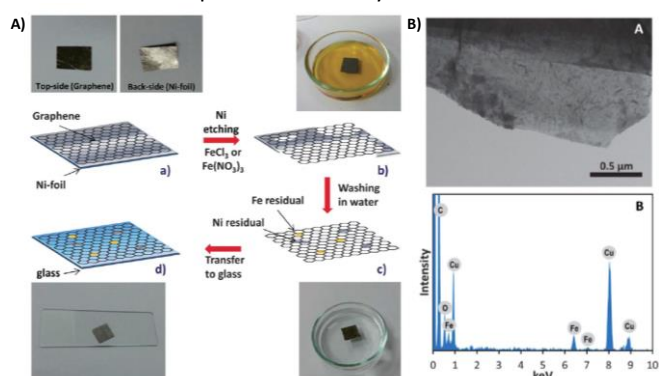 A)
Top-side (Graphene)
Back-side (Ni-foil)
Graphene
Ni-foil
a)
Ni
etching
FeCl3 or
Fe(NO3)3
b)
Washing
in water
Fe residual
Ni residual
c)
Transfer
to glass
d)
glass
B)
A
0.5 μm
B
Intensity
C
O
Fe
Cu
Fe
Fe
Cu
Cu
0 1 2 3 4 5 6 7 8 9 10
keV